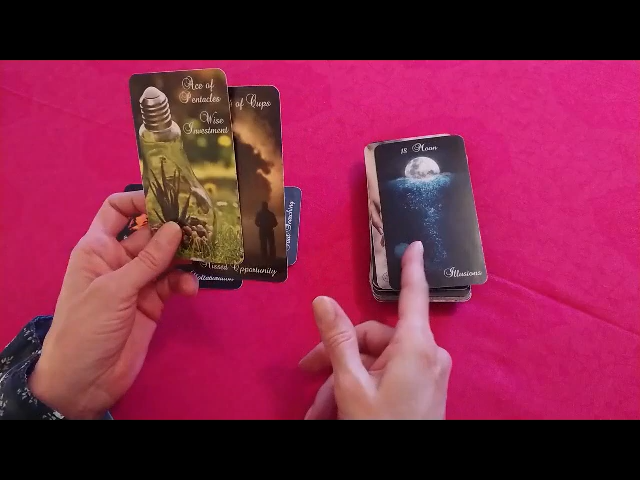 Ace of
Pentacles
Wise
Investment
of Cups
Missed Opportunity
18 Moon
Illusions